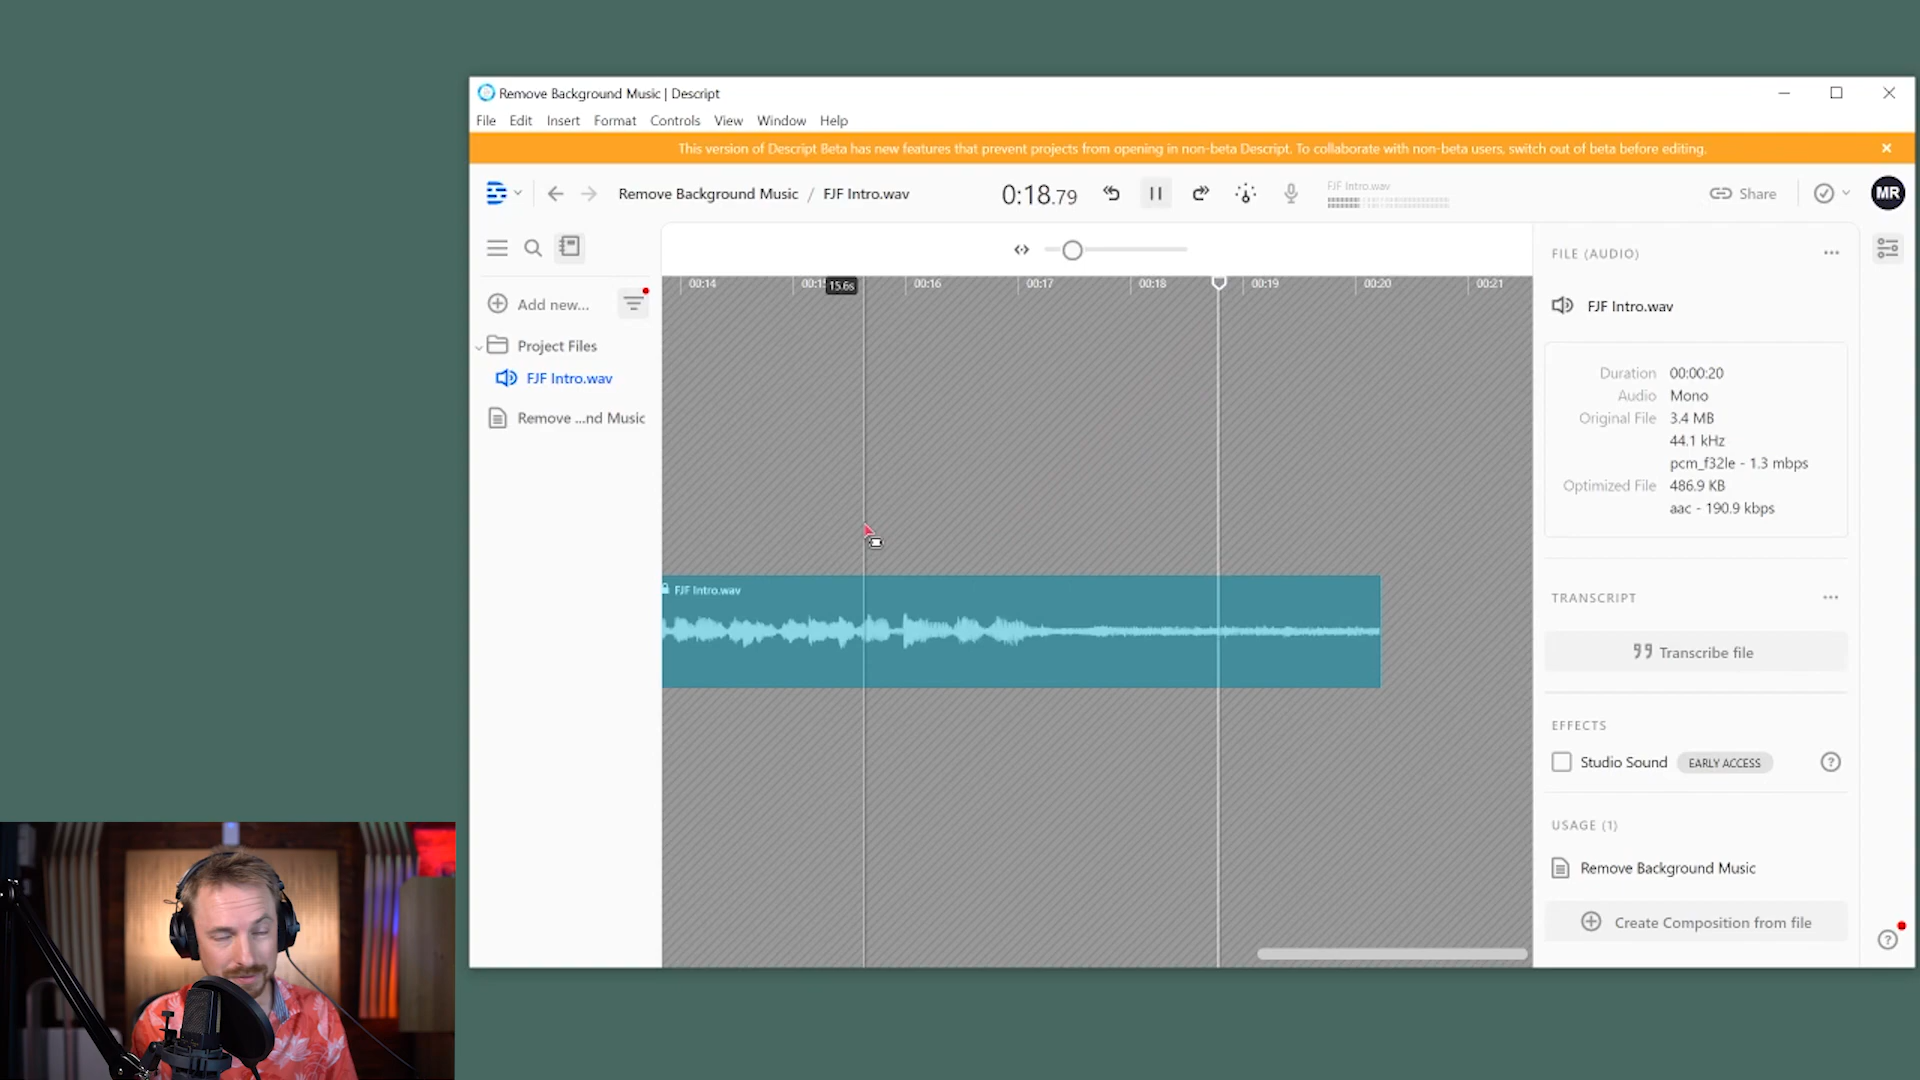 Remove Background Music | Descript
File Edit Insert Format Controls View Window Help
This version of Descript Beta has new features that prevent projects from opening in non-beta Descript. To collaborate with non-beta users, switch out of beta before editing.
Remove Background Music / FJF Intro.wav
0:18.79
FJF Intro.wav
Share
MR
Add new...
Project Files
FJF Intro.wav
Remove ...nd Music
00:14 00:15 15.6s 00:16 00:17 00:18 00:19 00:20 00:21
FJF Intro.wav
FILE (AUDIO)
FJF Intro.wav
Duration 00:00:20
Audio Mono
Original File 3.4 MB
44.1 kHz
pcm_f32le - 1.3 mbps
Optimized File 486.9 KB
aac - 190.9 kbps
TRANSCRIPT
Transcribe file
EFFECTS
Studio Sound EARLY ACCESS
USAGE (1)
Remove Background Music
Create Composition from file